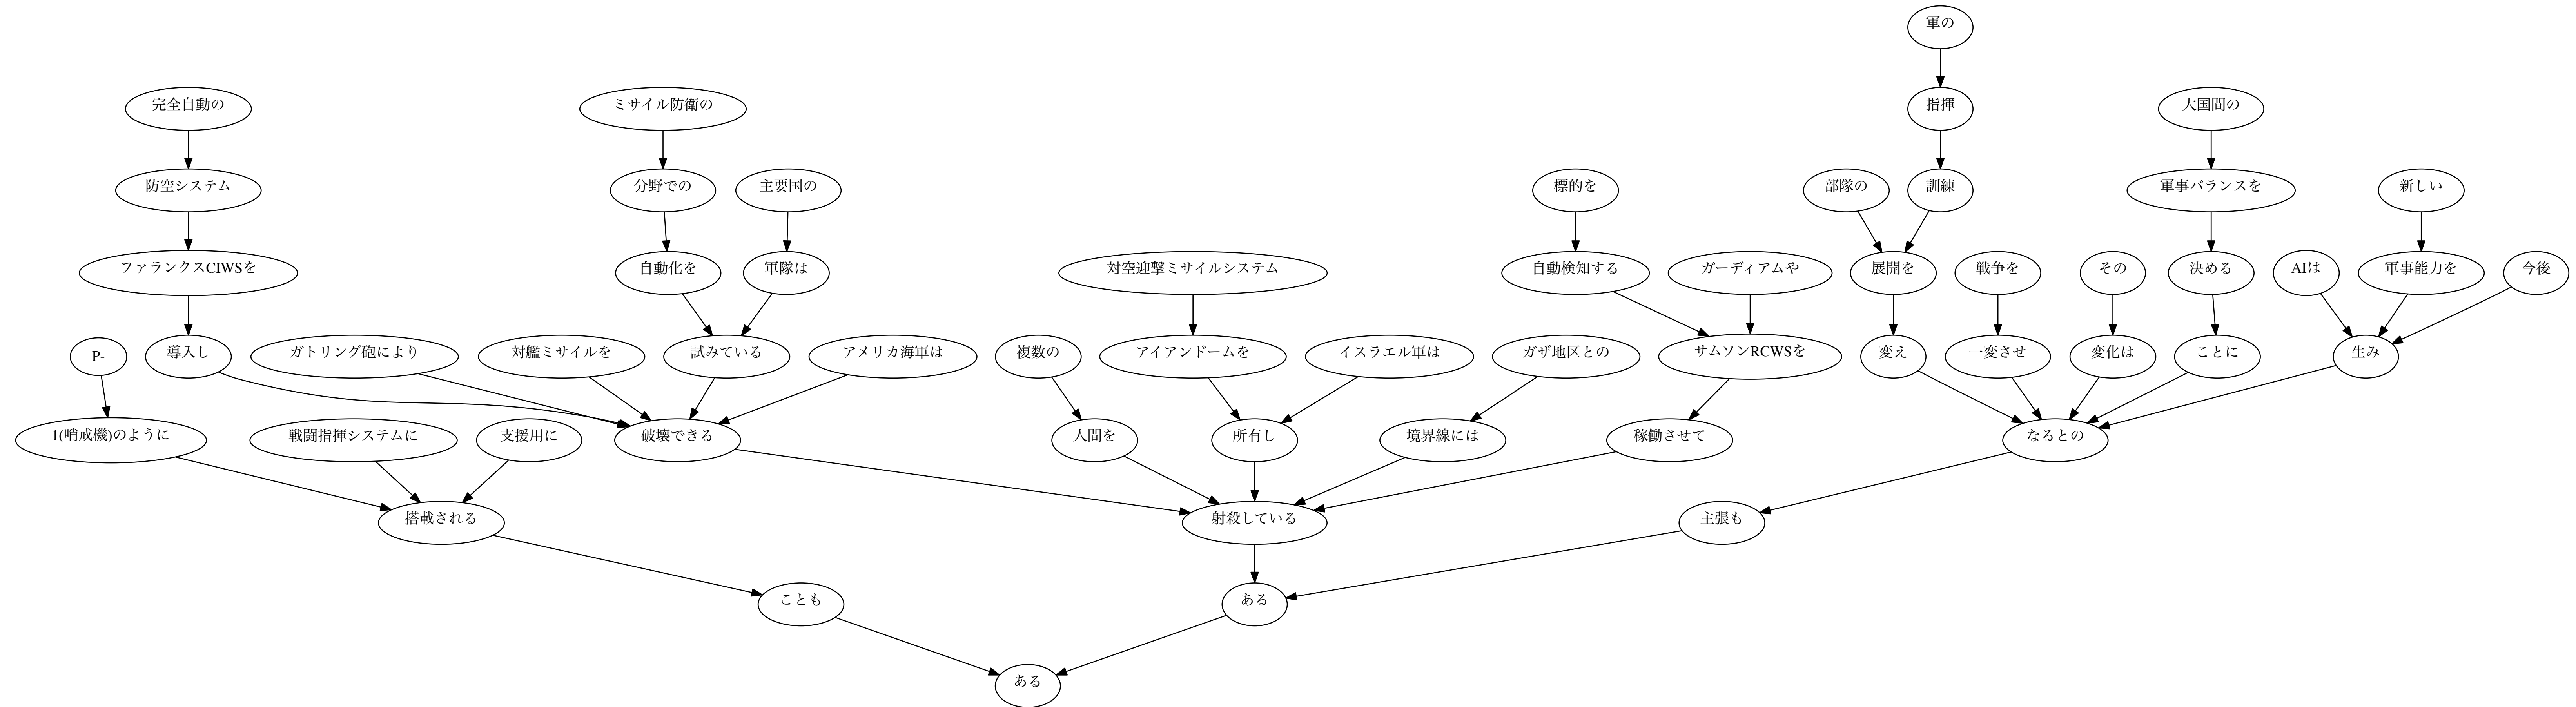 軍の
完全自動の
ミサイル防衛の
指揮
大国間の
防空システム
分野での
主要国の
標的を
部隊の
訓練
軍事バランスを
新しい
ファランクスCIWSを
自動化を
軍隊は
対空迎撃ミサイルシステム
自動検知する
ガーディアムや
展開を
戦争を
その
決める
AIは
軍事能力を
今後
P-
導入し
ガトリング砲により
対艦ミサイルを
試みている
アメリカ海軍は
複数の
アイアンドームを
イスラエル軍は
ガザ地区との
サムソンRCWSを
変え
一変させ
変化は
ことに
生み
1(哨戒機)のように
戦闘指揮システムに
支援用に
破壊できる
人間を
所有し
境界線には
稼働させて
なるとの
搭載される
射殺している
主張も
ことも
ある
ある